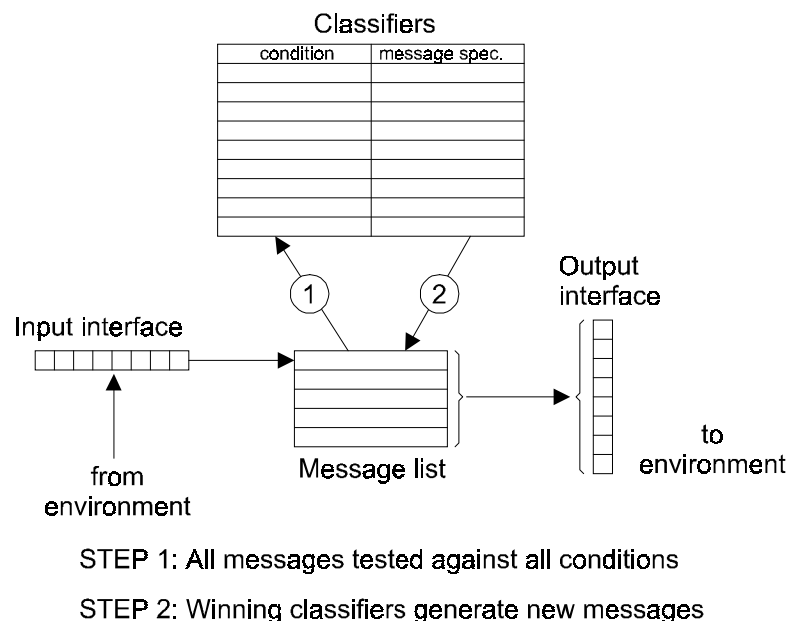 Classifiers
condition message spec.
1 2
Output
interface
Input interface
Message list
from
environment
to
environment
STEP 1: All messages tested against all conditions
STEP 2: Winning classifiers generate new messages